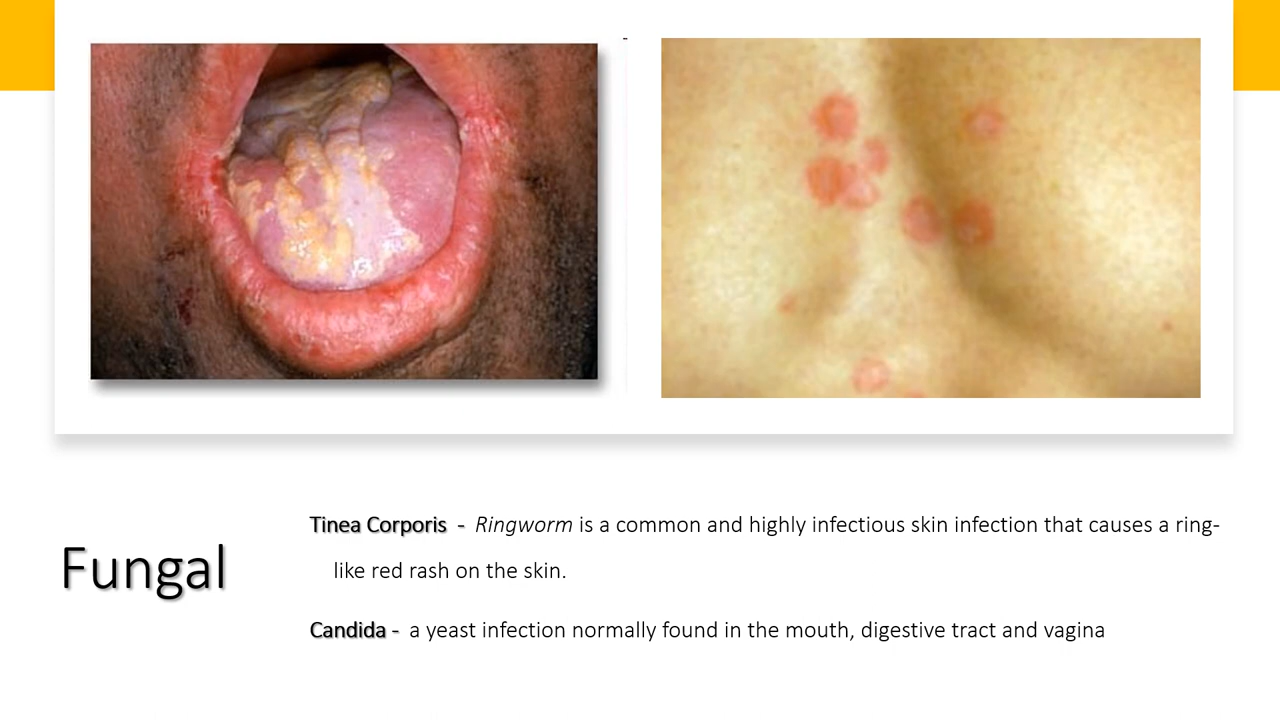 Fungal
Tinea Corporis - Ringworm is a common and highly infectious skin infection that causes a ring-
like red rash on the skin.
Candida - a yeast infection normally found in the mouth, digestive tract and vagina